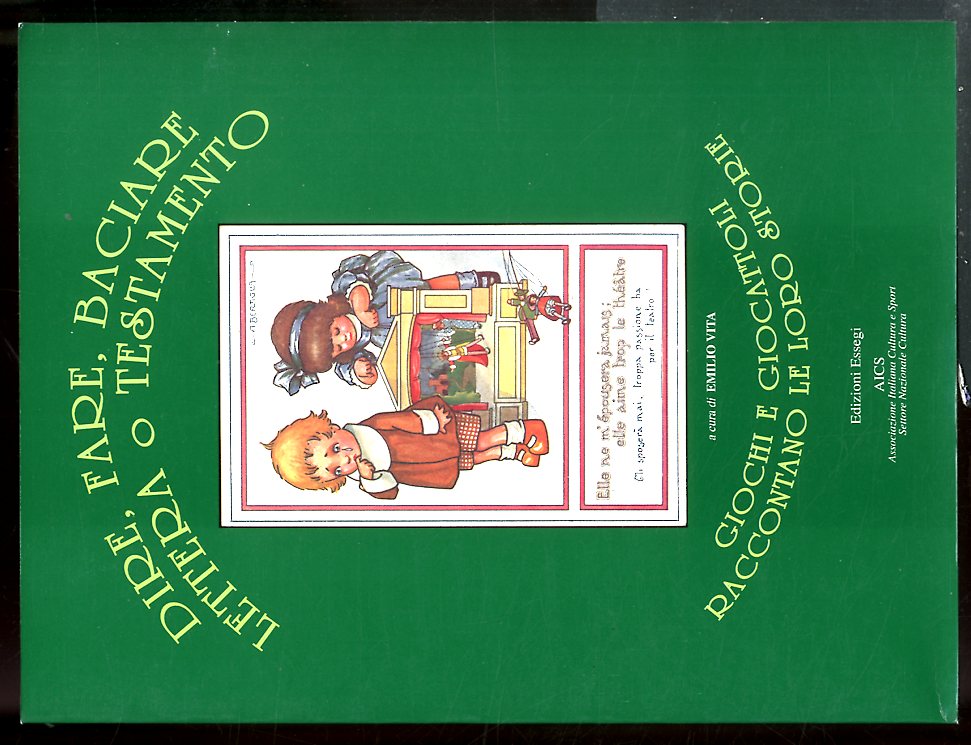 DIRE, FARE, BACIARE
LETTERA O TESTAMENTO
Elle ne m'épousera jamais;
elle aime trop le théâtre
mai, troppa passione ha
per il teatro!
a cura di EMILIO VITA
GIOCHI E GIOCATTOLI
RACCONTANO LE LORO STORIE
Edizioni Essegi
AICS
Associazione Italiana Cultura e Sport
Settore Nazionale Cultura